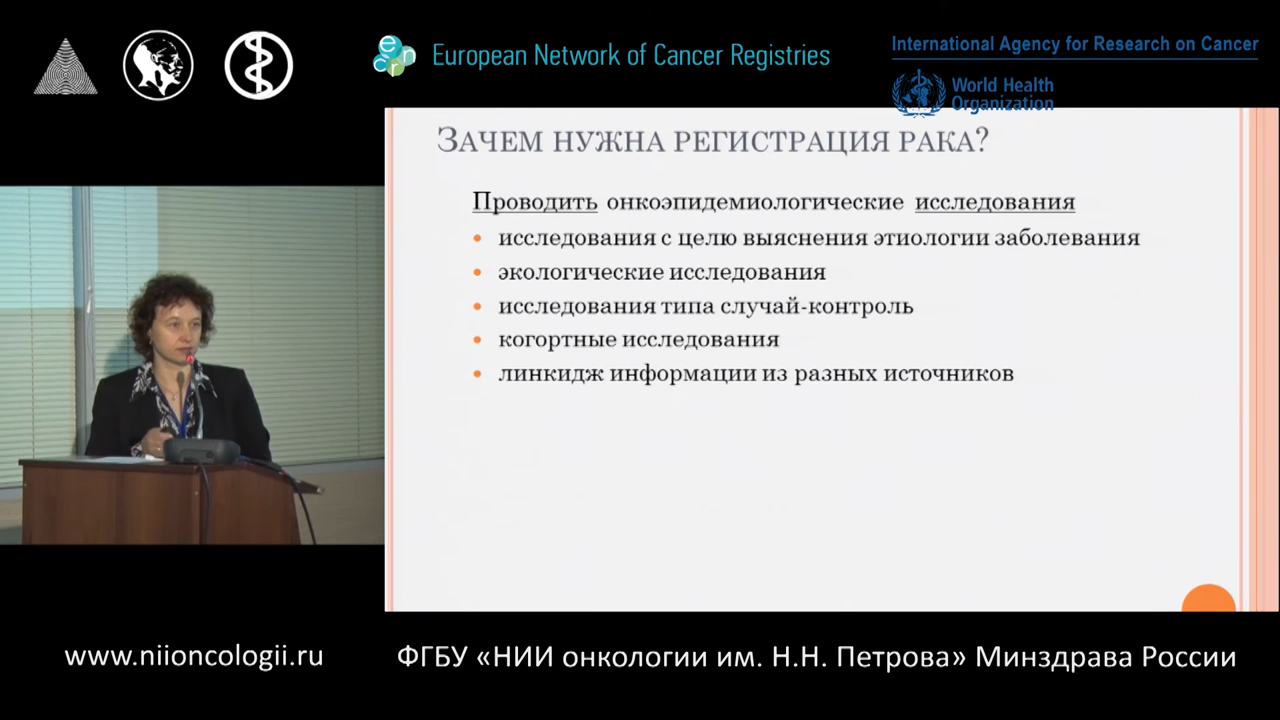 European Network of Cancer Registries
International Agency for Research on Cancer
World Health
Organization
ЗАЧЕМ НУЖНА РЕГИСТРАЦИЯ РАКА?
Проводить онкоэпидемиологические исследования
• исследования с целю выяснения этиологии заболевания
• экологические исследования
• исследования типа случай-контроль
• когортные исследования
• линкидж информации из разных источников
www.niioncologii.ru
ФГБУ «НИИ онкологии им. Н.Н. Петрова» Минздрава России